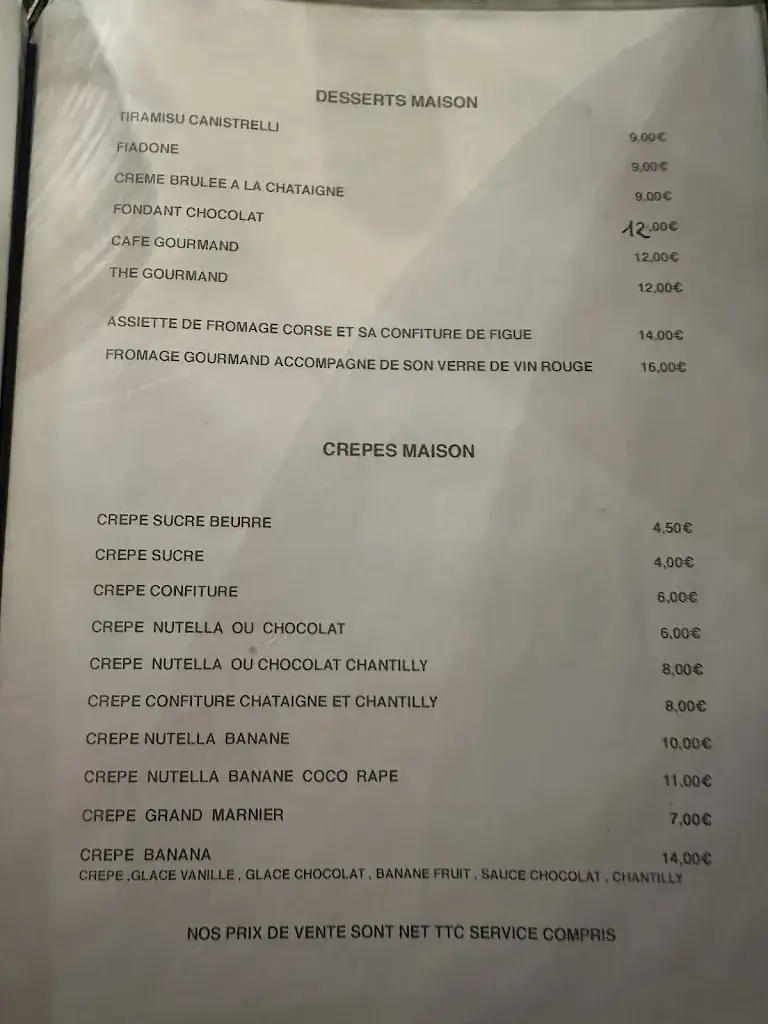 DESSERTS MAISON
TIRAMISU CANISTRELLI 9.00€
FIADONE 9,00€
CREME BRULEE A LA CHATAIGNE 9.00€
FONDANT CHOCOLAT 12,00€
CAFE GOURMAND 12,00€
THE GOURMAND 12,00€
ASSIETTE DE FROMAGE CORSE ET SA CONFITURE DE FIGUE 14.00€
FROMAGE GOURMAND ACCOMPAGNE DE SON VERRE DE VIN ROUGE 16,00€
CREPES MAISON
CREPE SUCRE BEURRE 4,50€
CREPE SUCRE 4,00€
CREPE CONFITURE 6,00€
CREPE NUTELLA OU CHOCOLAT 6,00€
CREPE NUTELLA OU CHOCOLAT CHANTILLY 8,00€
CREPE CONFITURE CHATAIGNE ET CHANTILLY 8,00€
CREPE NUTELLA BANANE 10,00€
CREPE NUTELLA BANANE COCO RAPE 11,00€
CREPE GRAND MARNIER 7,00€
CREPE BANANA 14,00€
CREPE ,GLACE VANILLE , GLACE CHOCOLAT , BANANE FRUIT , SAUCE CHOCOLAT , CHANTILLY
NOS PRIX DE VENTE SONT NET TTC SERVICE COMPRIS